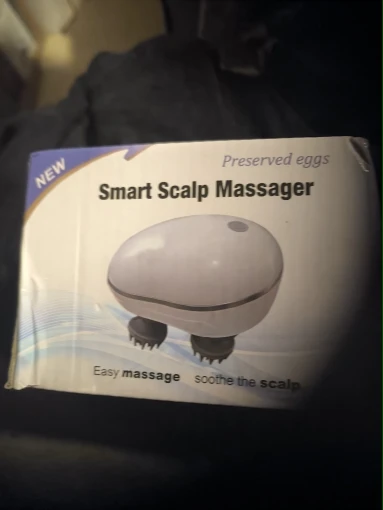 NEW
Preserved eggs
Smart Scalp Massager
Easy massage soothe the scalp